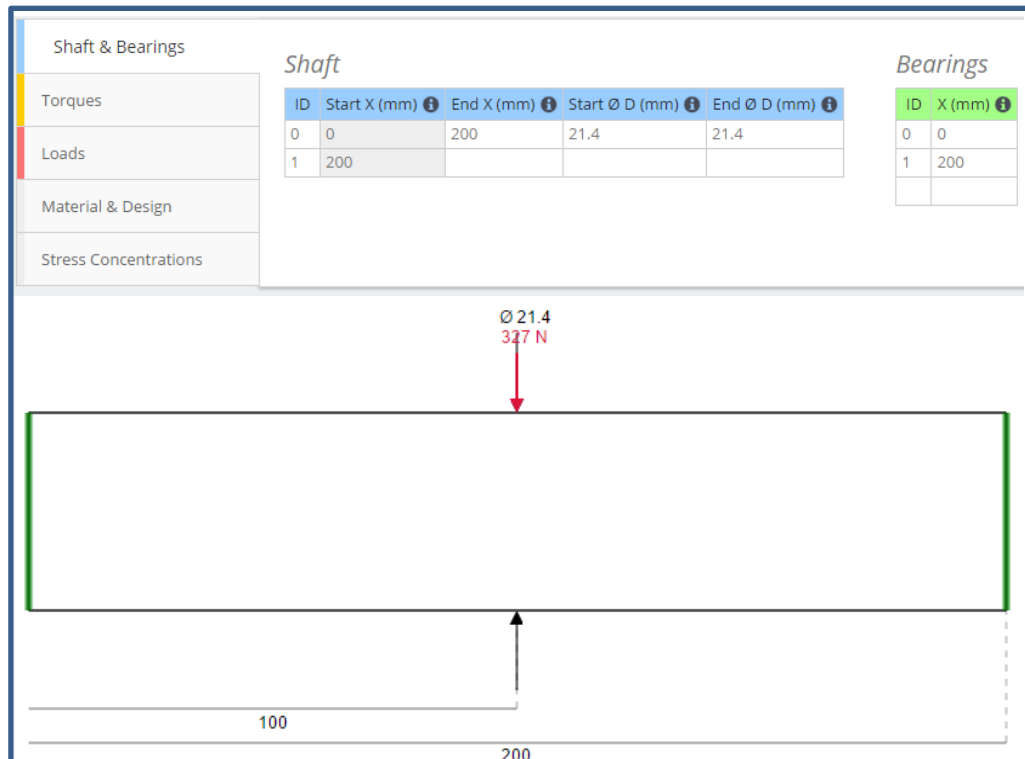 Shaft & Bearings
Torques
Loads
Material & Design
Stress Concentrations
Shaft
ID Start X (mm) End X (mm) Start Ø D (mm) End Ø D (mm)
0 0 200 21.4 21.4
1 200
Bearings
ID X (mm)
0 0
1 200
Ø 21.4
327 N
100
200